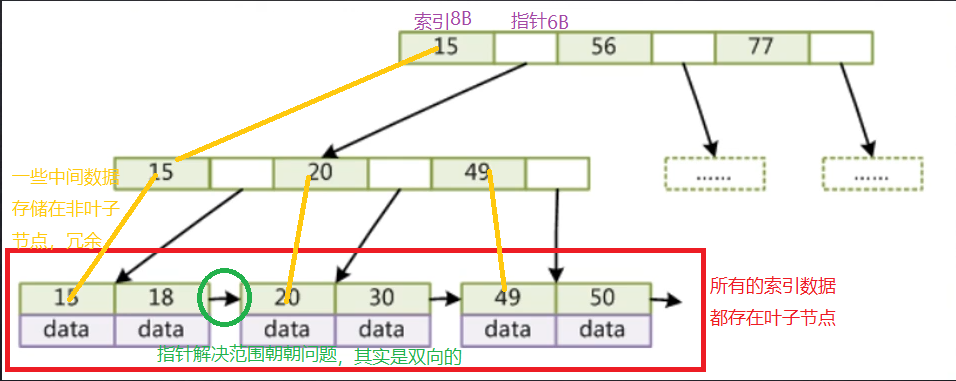 索引8B 指针6B
15 56 77
15 20 49
…… ……
一些中间数据
存储在非叶子
节点，冗余
15 18 20 30 49 50
data data data data data data
所有的索引数据
都存在叶子节点
指针解决范围朝朝问题，其实是双向的